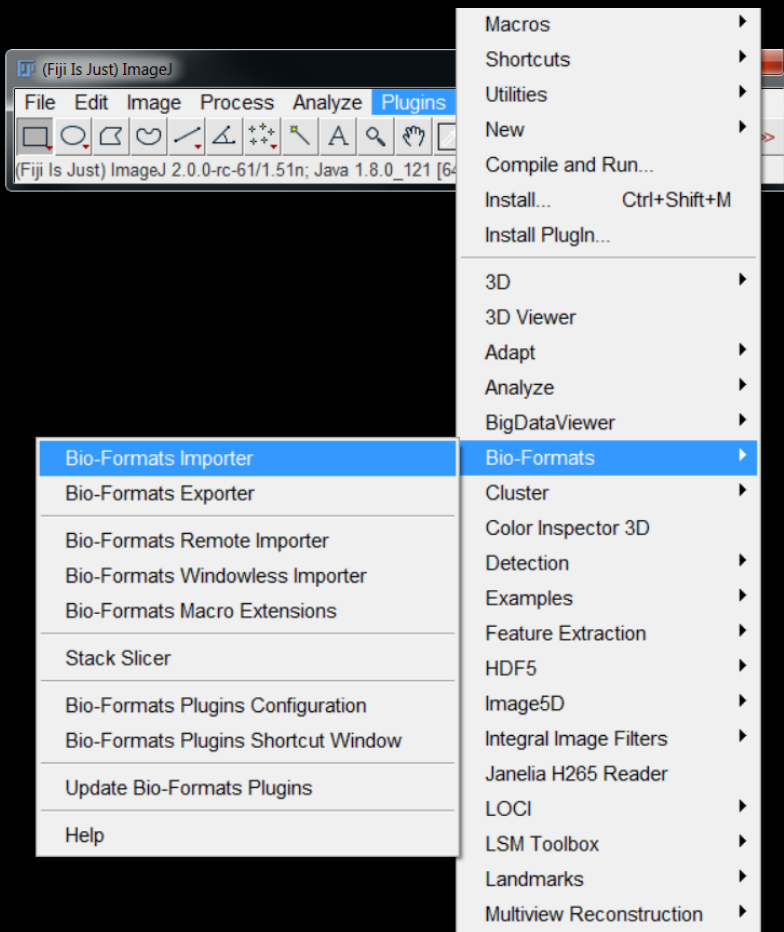 (Fiji Is Just) ImageJ
File Edit Image Process Analyze Plugins
A
(Fiji Is Just) ImageJ 2.0.0-rc-61/1.51n; Java 1.8.0_121 [64
Macros
Shortcuts
Utilities
New
Compile and Run...
Install... Ctrl+Shift+M
Install PlugIn...
3D
3D Viewer
Adapt
Analyze
BigDataViewer
Bio-Formats
Cluster
Color Inspector 3D
Detection
Examples
Feature Extraction
HDF5
Image5D
Integral Image Filters
Janelia H265 Reader
LOCI
LSM Toolbox
Landmarks
Multiview Reconstruction
Bio-Formats Importer
Bio-Formats Exporter
Bio-Formats Remote Importer
Bio-Formats Windowless Importer
Bio-Formats Macro Extensions
Stack Slicer
Bio-Formats Plugins Configuration
Bio-Formats Plugins Shortcut Window
Update Bio-Formats Plugins
Help